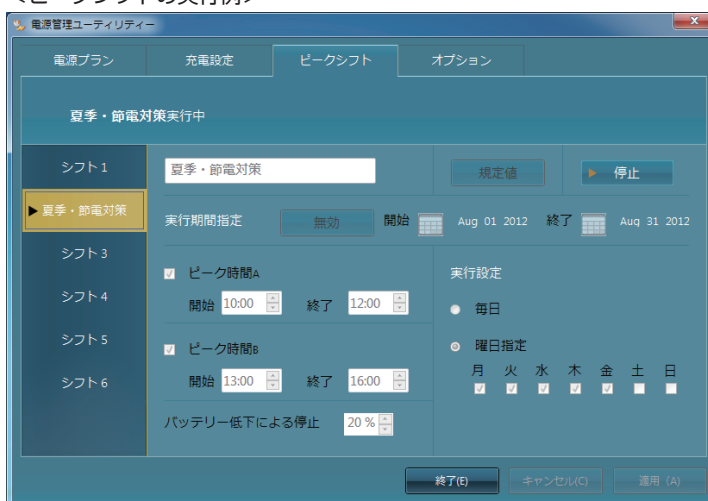 <ピークシフトの実行例>
電源管理ユーティリティー
電源プラン 充電設定 ピークシフト オプション
夏季・節電対策実行中
シフト1
夏季・節電対策
シフト3
シフト4
シフト5
シフト6
夏季・節電対策 規定値 停止
実行期間指定 無効 開始 Aug 01 2012 終了 Aug 31 2012
ピーク時間A
開始 10:00 終了 12:00
ピーク時間B
開始 13:00 終了 16:00
バッテリー低下による停止 20 %
実行設定
毎日
曜日指定
月 火 水 木 金 土 日
終了(E) キャンセル(C) 適用 (A)